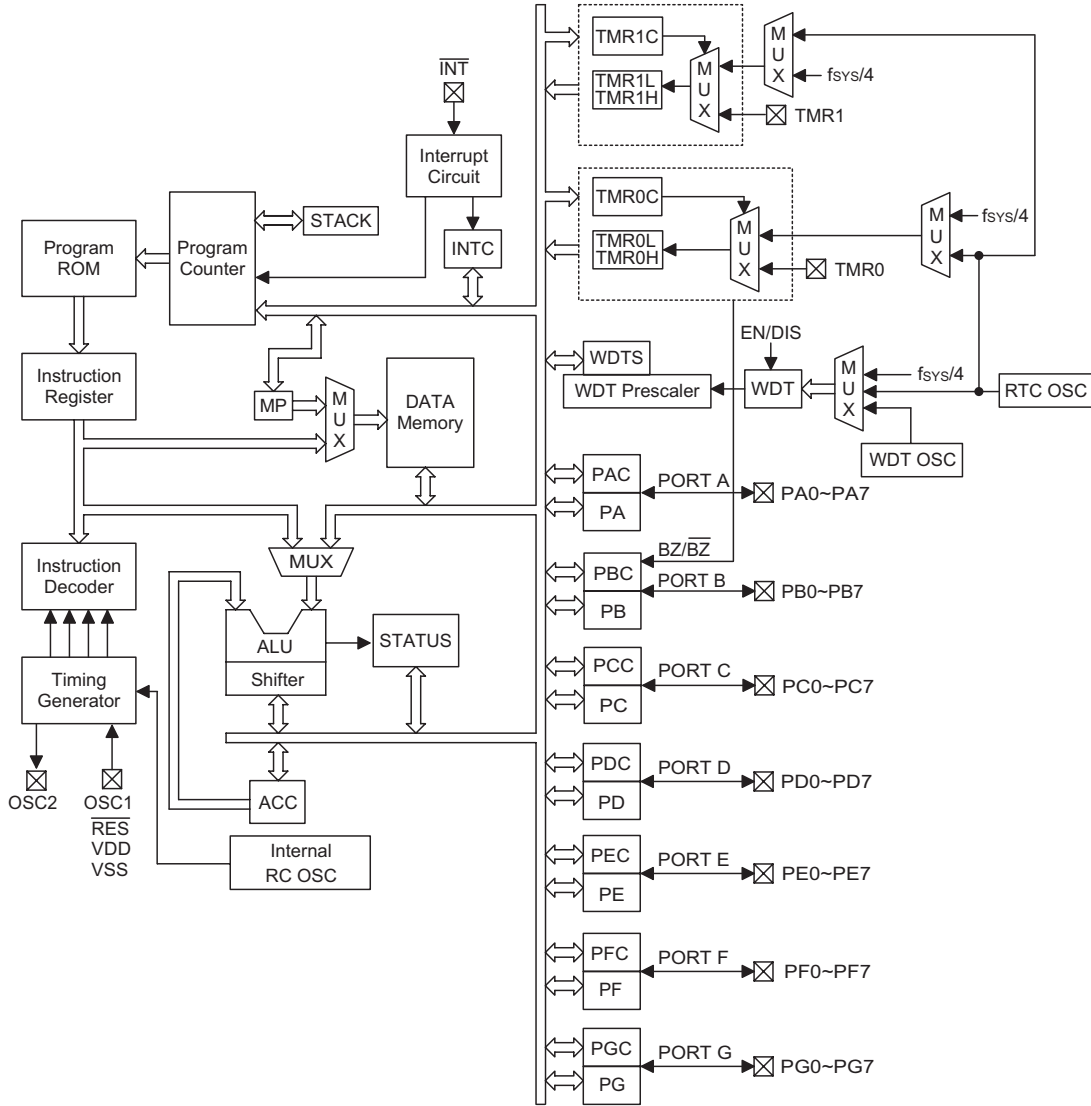 INT
Interrupt
Circuit
INTC
STACK
Program
Counter
Program
ROM
Instruction
Register
MP
M
U
X
DATA
Memory
MUX
Instruction
Decoder
ALU
Shifter
STATUS
Timing
Generator
OSC2
OSC1
RES
VDD
VSS
ACC
Internal
RC OSC
TMR1C
TMR1L
TMR1H
M
U
X
M
U
X
fSYS/4
TMR1
TMR0C
TMR0L
TMR0H
M
U
X
M
U
X
fSYS/4
TMR0
EN/DIS
WDTS
WDT Prescaler
WDT
M
U
X
fSYS/4
RTC OSC
WDT OSC
PAC
PA
PORT A
PA0~PA7
BZ/BZ
PBC
PB
PORT B
PB0~PB7
PCC
PC
PORT C
PC0~PC7
PDC
PD
PORT D
PD0~PD7
PEC
PE
PORT E
PE0~PE7
PFC
PF
PORT F
PF0~PF7
PGC
PG
PORT G
PG0~PG7